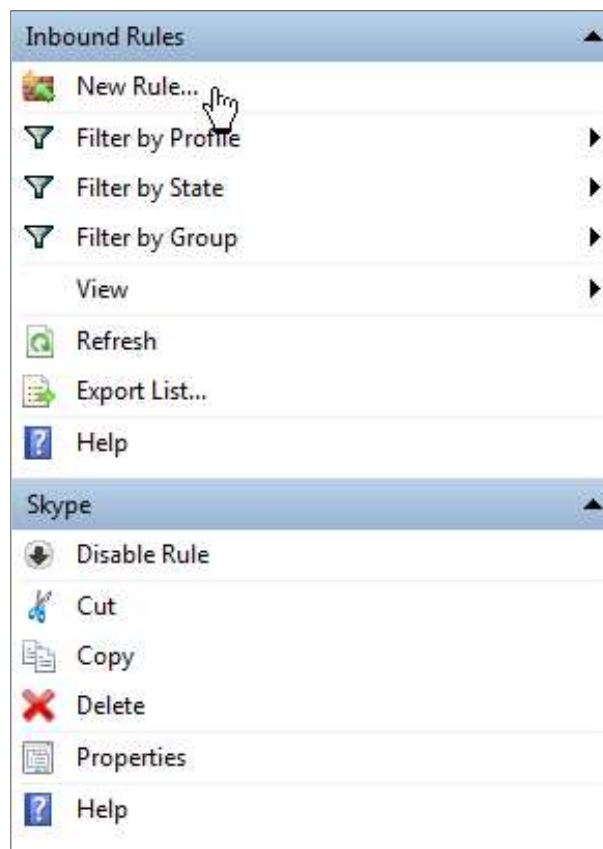 Inbound Rules
New Rule...
Filter by Profile
Filter by State
Filter by Group
View
Refresh
Export List...
Help
Skype
Disable Rule
Cut
Copy
Delete
Properties
Help